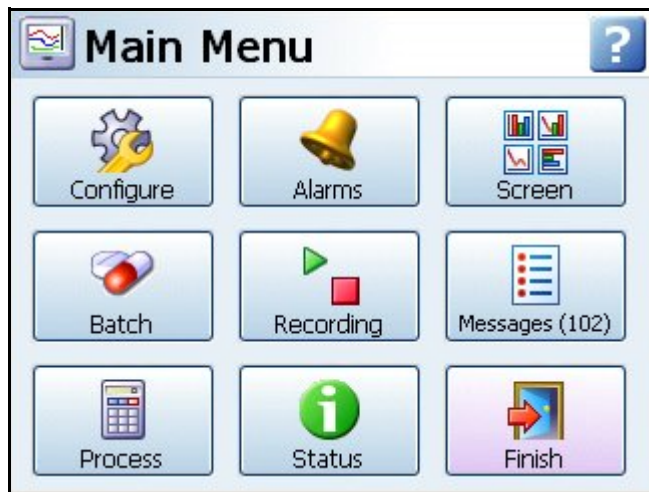 Main Menu ?
Configure
Alarms
Screen
Batch
Recording
Messages (102)
Process
Status
Finish